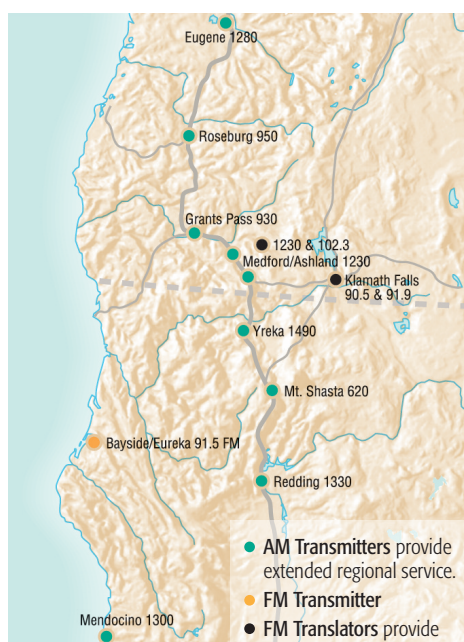 Eugene 1280
Roseburg 950
Grants Pass 930
1230 & 102.3
Medford/Ashland 1230
Klamath Falls
90.5 & 91.9
Yreka 1490
Mt. Shasta 620
Bayside/Eureka 91.5 FM
Redding 1330
Mendocino 1300
AM Transmitters provide
extended regional service.
FM Transmitter
FM Translators provide